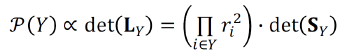 𝒫(Y) ∝ det(𝐋_Y) = (∏_{i∈Y} r_i^2) · det(𝐒_Y)